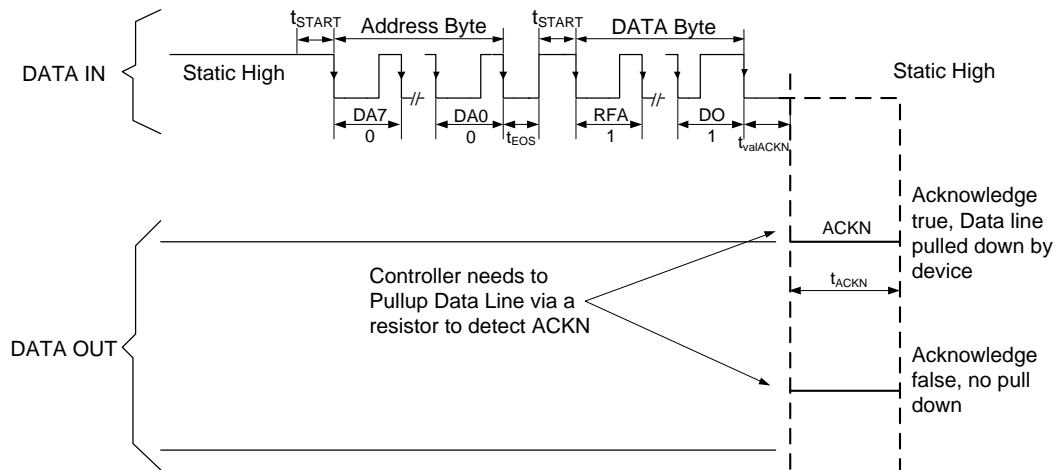 tSTART
Address Byte
tSTART
DATA Byte
DATA IN
Static High
Static High
DA7
0
DA0
0
tEOS
RFA
1
DO
1
tvalACKN
Acknowledge
true, Data line
pulled down by
device
ACKN
tACKN
Controller needs to
Pullup Data Line via a
resistor to detect ACKN
DATA OUT
Acknowledge
false, no pull
down